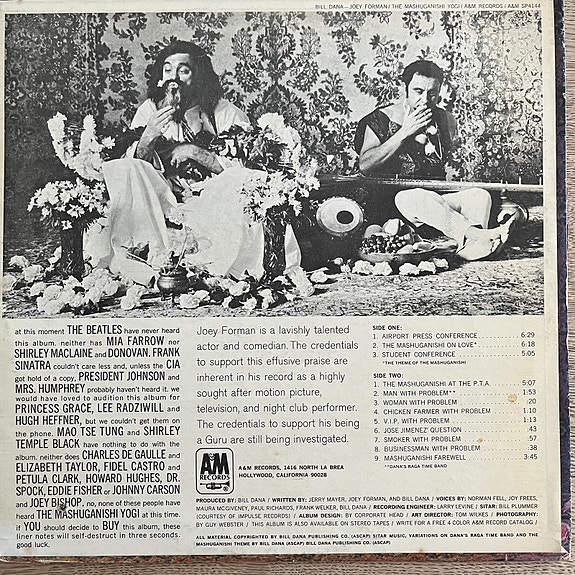 BILL DANA—JOEY FORMAN / THE MASHUGANISHI YOGI / A&M RECORDS / A&M SP4144
at this moment THE BEATLES have never heard
this album. neither has MIA FARROW nor
SHIRLEY MACLAINE and DONOVAN. FRANK
SINATRA couldn't care less and, unless the CIA
got hold of a copy, PRESIDENT JOHNSON and
MRS. HUMPHREY probably haven't heard it. we
would have loved to audition this album for
PRINCESS GRACE, LEE RADZIWILL and
HUGH HEFFNER, but we couldn't get them on
the phone. MAO TSE TUNG and SHIRLEY
TEMPLE BLACK have nothing to do with the
album. neither does CHARLES DE GAULLE and
ELIZABETH TAYLOR, FIDEL CASTRO and
PETULA CLARK, HOWARD HUGHES, DR.
SPOCK, EDDIE FISHER or JOHNNY CARSON
and JOEY BISHOP. no, none of these people have
heard THE MASHUGANISHI YOGI at this time.
if YOU should decide to BUY this album, these
liner notes will self-destruct in three seconds.
good luck.
Joey Forman is a lavishly talented
actor and comedian. The credentials
to support this effusive praise are
inherent in his record as a highly
sought after motion picture,
television, and night club performer.
The credentials to support his being
a Guru are still being investigated.
A&M RECORDS
A&M RECORDS, 1416 NORTH LA BREA
HOLLYWOOD, CALIFORNIA 90028
SIDE ONE:
1. AIRPORT PRESS CONFERENCE. . . . . . . . 6:29
2. THE MASHUGANISHI ON LOVE*. . . . . . . 6:18
3. STUDENT CONFERENCE . . . . . . . . . . 5:05
*THE THEME OF THE MASHUGANISHI
SIDE TWO:
1. THE MASHUGANISHI AT THE P.T.A. . . . . 5:07
2. MAN WITH PROBLEM** . . . . . . . . . . 1:53
3. WOMAN WITH PROBLEM . . . . . . . . . . :20
4. CHICKEN FARMER WITH PROBLEM . . . . . 1:10
5. V.I.P. WITH PROBLEM . . . . . . . . . 1:13
6. JOSE JIMENEZ' QUESTION . . . . . . . . :43
7. SMOKER WITH PROBLEM . . . . . . . . . :57
8. BUSINESSMAN WITH PROBLEM . . . . . . . :38
9. MASHUGANISHI FAREWELL . . . . . . . . 3:45
**DANA'S RAGA TIME BAND
PRODUCED BY: BILL DANA / WRITTEN BY: JERRY MAYER, JOEY FORMAN, AND BILL DANA / VOICES BY: NORMAN FELL, JOY FREES,
MAURA McGIVENEY, PAUL RICHARDS, FRANK WELKER, BILL DANA / RECORDING ENGINEER: LARRY LEVINE / SITAR: BILL PLUMMER
(COURTESY OF IMPULSE RECORDS) / ALBUM DESIGN: BY CORPORATE HEAD / ART DIRECTOR: TOM WILKES / PHOTOGRAPHY:
BY GUY WEBSTER / THIS ALBUM IS ALSO AVAILABLE ON STEREO TAPES / WRITE FOR A FREE 4 COLOR A&M RECORD CATALOG /
ALL MATERIAL COPYRIGHTED BY BILL DANA PUBLISHING CO. (ASCAP) SITAR MUSIC, VARIATIONS ON DANA'S RAGA TIME BAND AND THE
MASHUGANISHI THEME BY BILL DANA (ASCAP) BILL DANA PUBLISHING CO. (ASCAP)